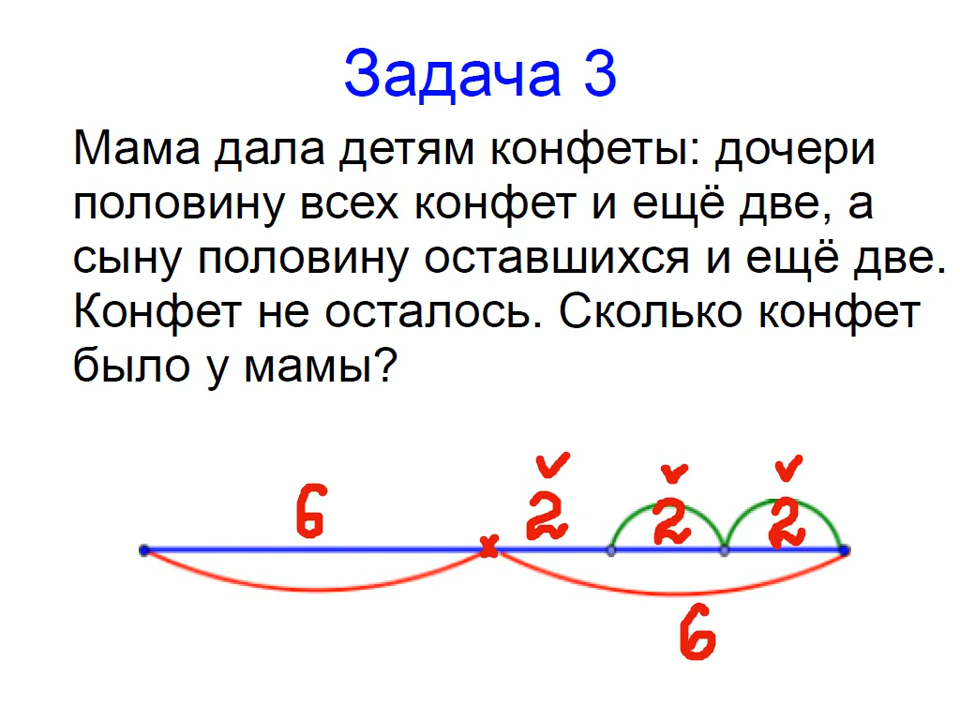 Задача 3
Мама дала детям конфеты: дочери
половину всех конфет и ещё две, а
сыну половину оставшихся и ещё две.
Конфет не осталось. Сколько конфет
было у мамы?
6 2 2 2
6